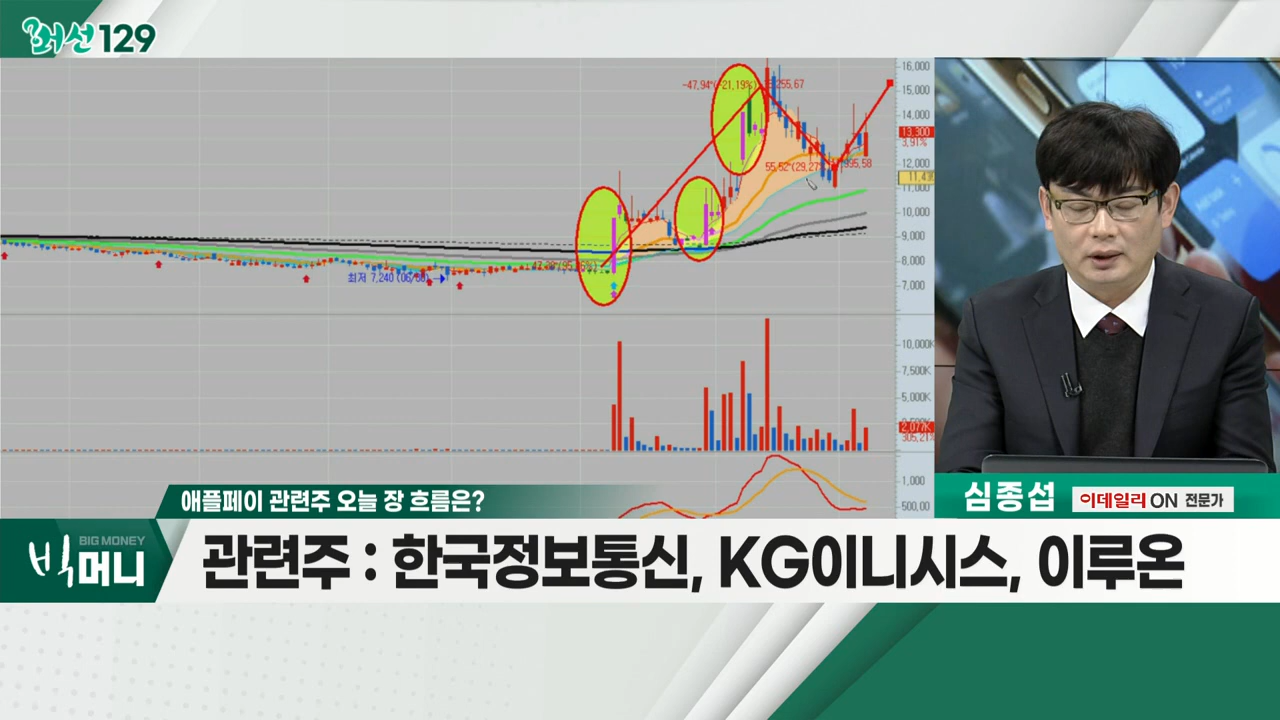 최선129
16,000
-47,94*(-21,19%)
255,67
15,000
14,000
13,300
3,91%
55,52*(29,27%)
995,58
12,000
11,000
10,000
9,000
8,000
최저 7,240
7,000
10,000K
7,500K
5,000K
2,077K
305,21%
1,000
500,00
애플페이 관련주 오늘 장 흐름은?
심종섭 이데일리ON 전문가
BIG MONEY
빅머니
관련주 : 한국정보통신, KG이니시스, 이루온